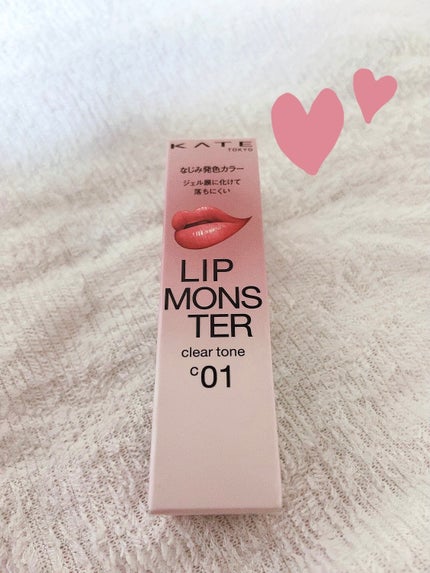 KATE
TOKYO
なじみ発色カラー
ジェル膜に化けて
落ちにくい
LIP
MONS
TER
clear tone
c01